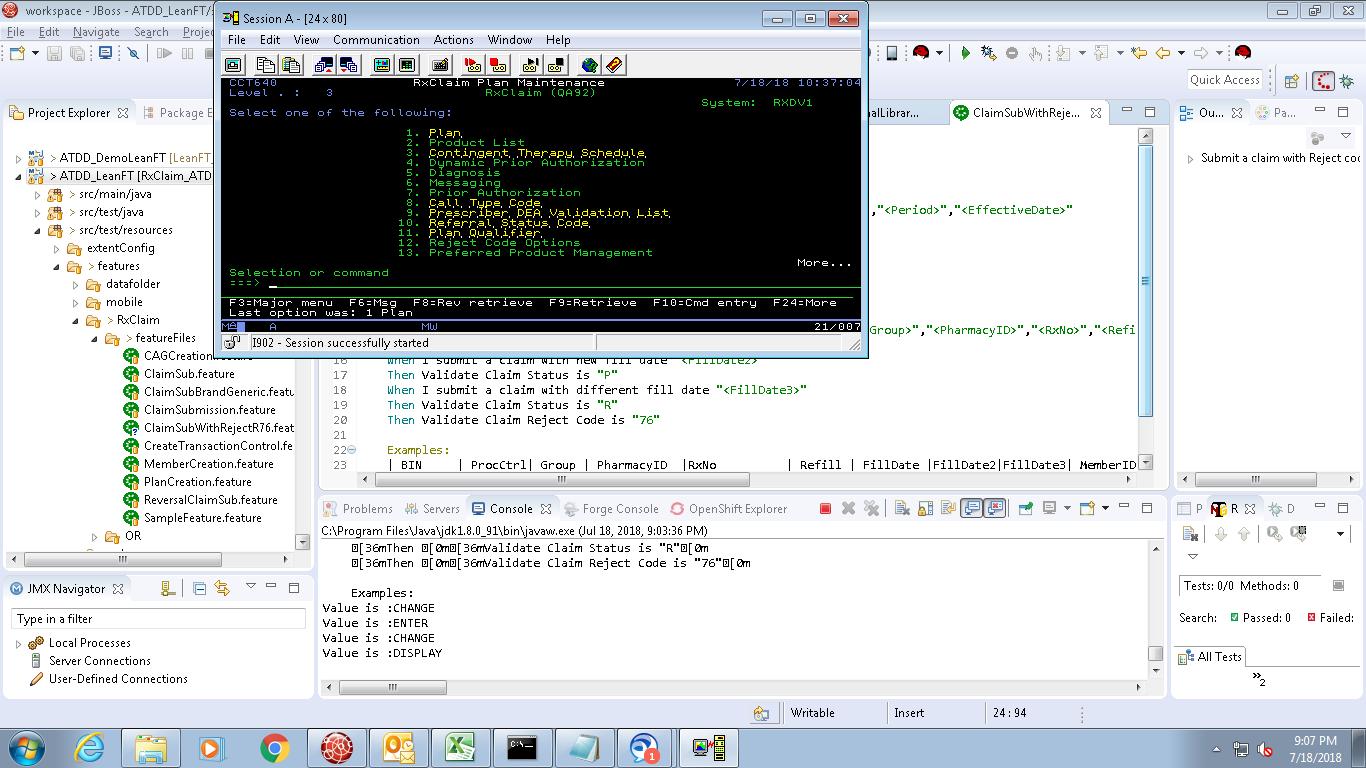 workspace - JBoss - ATDD_LeanFT/s
File Edit Navigate Search Projec
Quick Access
Session A - [24 x 80]
File Edit View Communication Actions Window Help
CCT640 RxClaim Plan Maintenance 7/18/18 10:37:04
Level . : 3 RxClaim (QA92)
System: RXDV1
Select one of the following:
1. Plan
2. Product List
3. Contingent Therapy Schedule
4. Dynamic Prior Authorization
5. Diagnosis
6. Messaging
7. Prior Authorization
8. Call Type Code
9. Prescriber DEA Validation List
10. Referral Status Code
11. Plan Qualifier
12. Reject Code Options
13. Preferred Product Management
More...
Selection or command
===>
F3=Major menu F6=Msg F8=Rev retrieve F9=Retrieve F10=Cmd entry F24=More
Last option was: 1 Plan
A MW 21/007
I902 - Session successfully started
Project Explorer Package E
> ATDD_DemoLeanFT [LeanFT_
> ATDD_LeanFT [RxClaim_ATD
> src/main/java
> src/test/java
> src/test/resources
extentConfig
> features
datafolder
mobile
> RxClaim
> featureFiles
CAGCreation.feature
ClaimSub.feature
ClaimSubBrandGeneric.featu
ClaimSubmission.feature
ClaimSubWithRejectR76.feat
CreateTransactionControl.fe
MemberCreation.feature
PlanCreation.feature
ReversalClaimSub.feature
SampleFeature.feature
OR
JMX Navigator
Type in a filter
Local Processes
Server Connections
User-Defined Connections
nalLibrar... ClaimSubWithReje...
,"<Period>","<EffectiveDate>"
Group>","<PharmacyID>","<RxNo>","<Refi
16 When I submit a claim with new fill date "<FillDate2>
17 Then Validate Claim Status is "P"
18 When I submit a claim with different fill date "<FillDate3>"
19 Then Validate Claim Status is "R"
20 Then Validate Claim Reject Code is "76"
21
22 Examples:
23 | BIN | ProcCtrl| Group | PharmacyID |RxNo | Refill | FillDate |FillDate2|FillDate3| MemberID
Ou... Pa...
Submit a claim with Reject coc
Problems Servers Console Forge Console OpenShift Explorer
C:\Program Files\Java\jdk1.8.0_91\bin\javaw.exe (Jul 18, 2018, 9:03:36 PM)
[36mThen [0m[36mValidate Claim Status is "R"[0m
[36mThen [0m[36mValidate Claim Reject Code is "76"[0m
Examples:
Value is :CHANGE
Value is :ENTER
Value is :CHANGE
Value is :DISPLAY
P R D
Tests: 0/0 Methods: 0
Search: Passed: 0 Failed:
All Tests
»2
Writable Insert 24 : 94
1
9:07 PM
7/18/2018